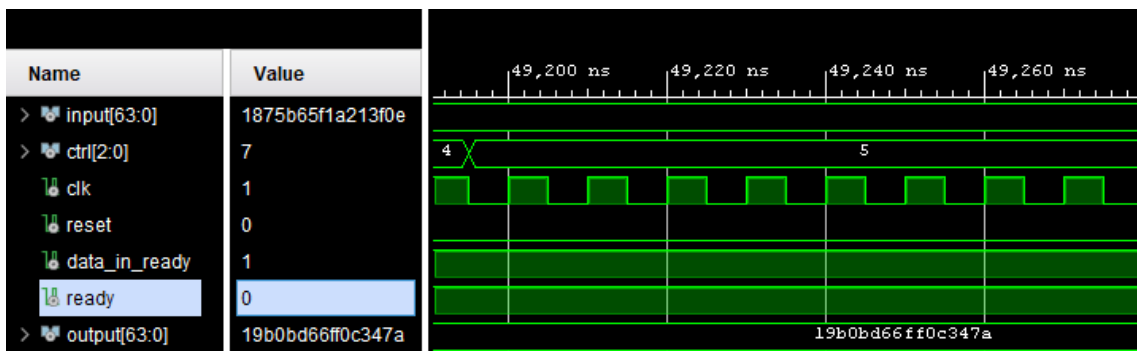 49,200 ns 49,220 ns 49,240 ns 49,260 ns
Name Value
input[63:0] 1875b65f1a213f0e
ctrl[2:0] 7 4 5
clk 1
reset 0
data_in_ready 1
ready 0
output[63:0] 19b0bd66ff0c347a 19b0bd66ff0c347a